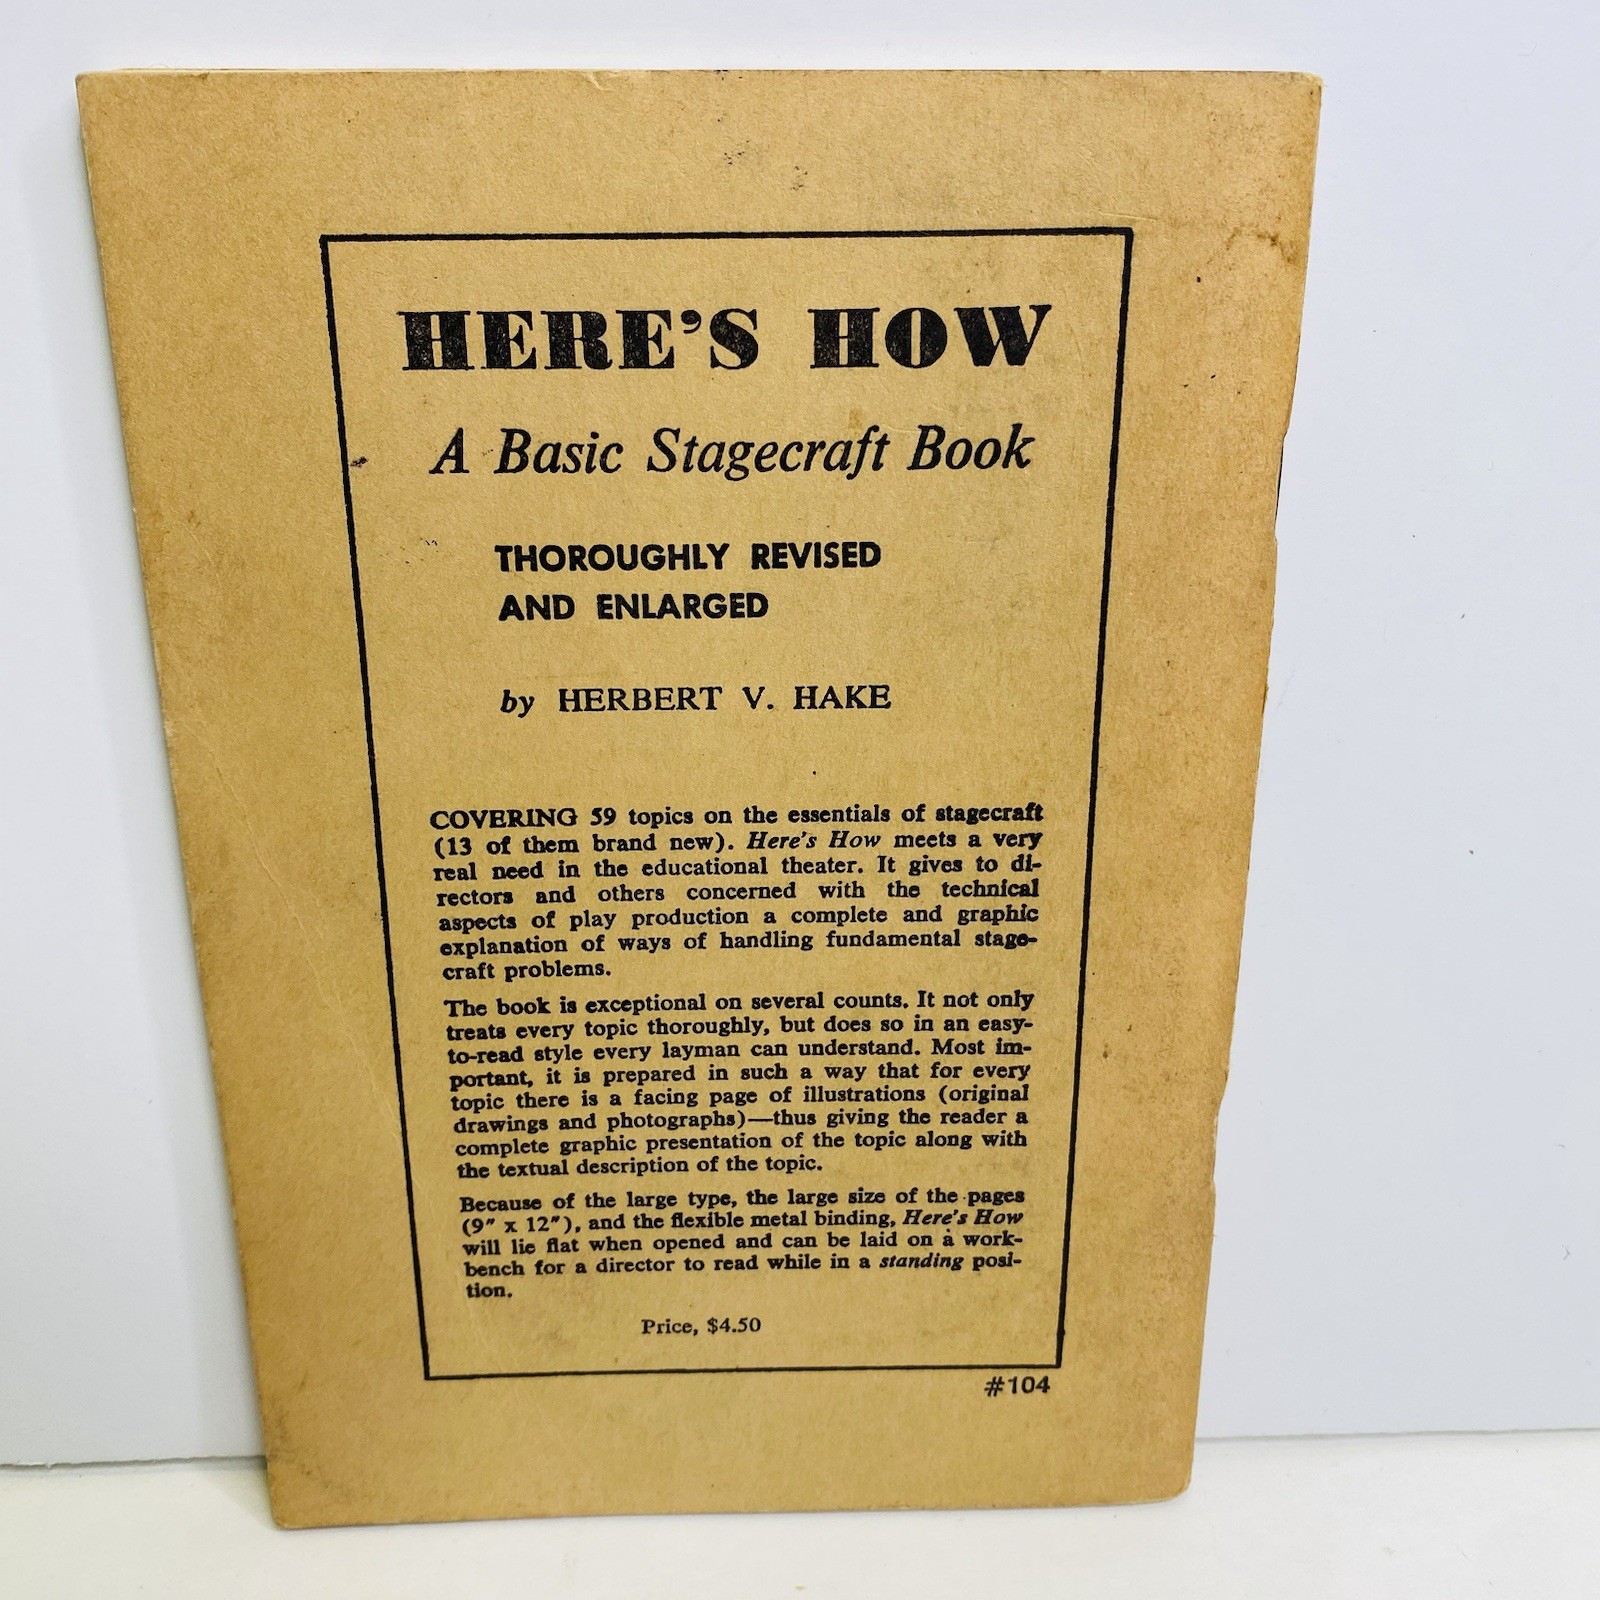 HERE'S HOW
A Basic Stagecraft Book
THOROUGHLY REVISED
AND ENLARGED
by HERBERT V. HAKE
COVERING 59 topics on the essentials of stagecraft
(13 of them brand new). Here's How meets a very
real need in the educational theater. It gives to di-
rectors and others concerned with the technical
aspects of play production a complete and graphic
explanation of ways of handling fundamental stage-
craft problems.
The book is exceptional on several counts. It not only
treats every topic thoroughly, but does so in an easy-
to-read style every layman can understand. Most im-
portant, it is prepared in such a way that for every
topic there is a facing page of illustrations (original
drawings and photographs)—thus giving the reader a
complete graphic presentation of the topic along with
the textual description of the topic.
Because of the large type, the large size of the pages
(9" x 12"), and the flexible metal binding, Here's How
will lie flat when opened and can be laid on a work-
bench for a director to read while in a standing posi-
tion.
Price, $4.50
#104